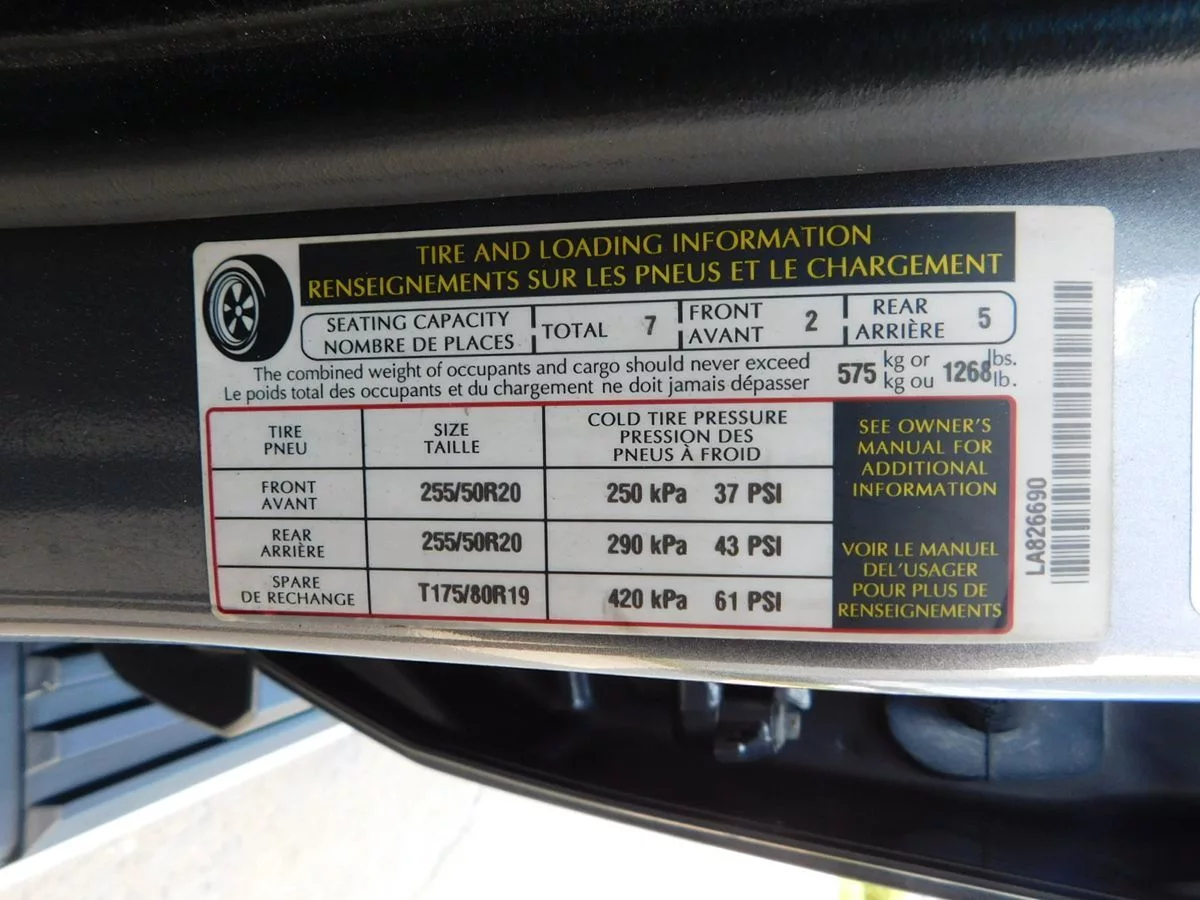 TIRE AND LOADING INFORMATION
RENSEIGNEMENTS SUR LES PNEUS ET LE CHARGEMENT
SEATING CAPACITY
NOMBRE DE PLACES
TOTAL 7
FRONT
AVANT
2
REAR
ARRIÈRE
5
The combined weight of occupants and cargo should never exceed 575 kg or 1268 lbs.
Le poids total des occupants et du chargement ne doit jamais dépasser kg ou lb.
TIRE
PNEU
SIZE
TAILLE
COLD TIRE PRESSURE
PRESSION DES
PNEUS À FROID
FRONT
AVANT
255/50R20
250 kPa 37 PSI
REAR
ARRIÈRE
255/50R20
290 kPa 43 PSI
SPARE
DE RECHANGE
T175/80R19
420 kPa 61 PSI
SEE OWNER'S
MANUAL FOR
ADDITIONAL
INFORMATION
VOIR LE MANUEL
DEL'USAGER
POUR PLUS DE
RENSEIGNEMENTS
LA826690